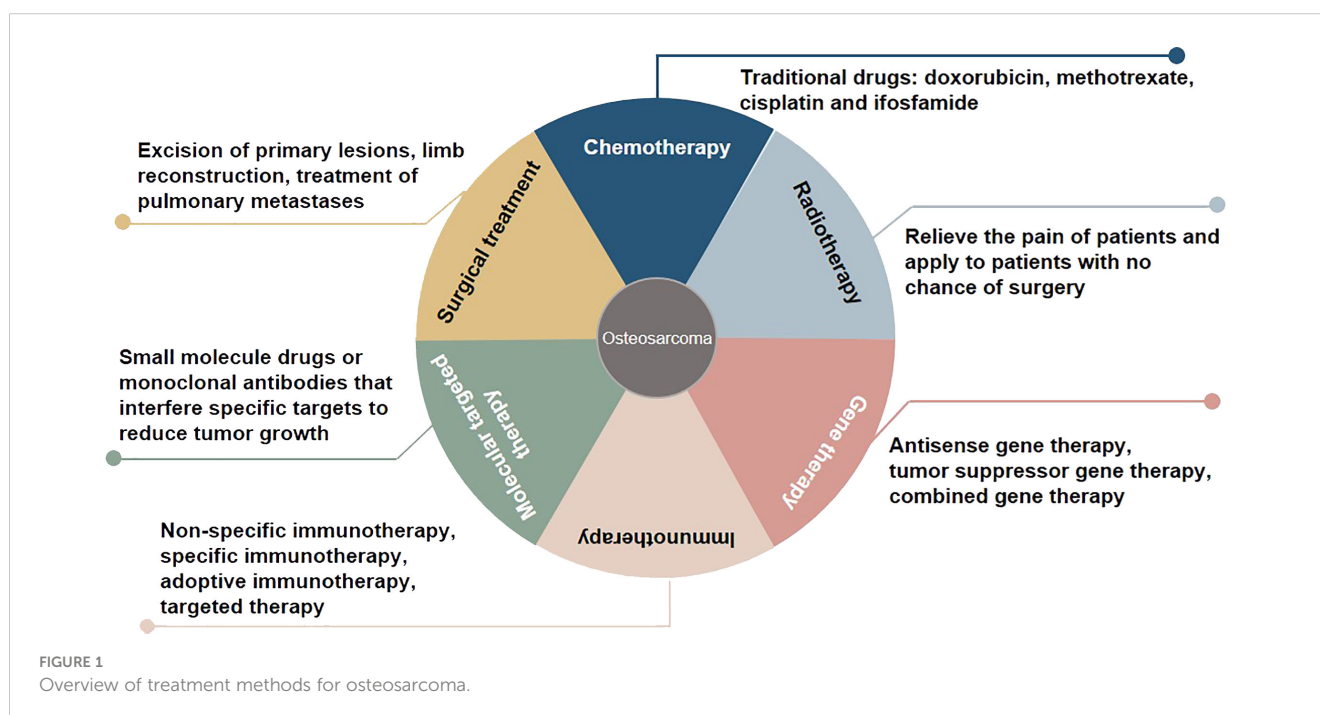 Traditional drugs: doxorubicin, methotrexate,
cisplatin and ifosfamide
Chemotherapy
Excision of primary lesions, limb
reconstruction, treatment of
pulmonary metastases
Surgical treatment
Radiotherapy
Relieve the pain of patients and
apply to patients with no
chance of surgery
Osteosarcoma
Small molecule drugs or
monoclonal antibodies that
interfere specific targets to
reduce tumor growth
Molecular targeted
therapy
Gene therapy
Antisense gene therapy,
tumor suppressor gene therapy,
combined gene therapy
Immunotherapy
Non-specific immunotherapy,
specific immunotherapy,
adoptive immunotherapy,
targeted therapy
FIGURE 1
Overview of treatment methods for osteosarcoma.